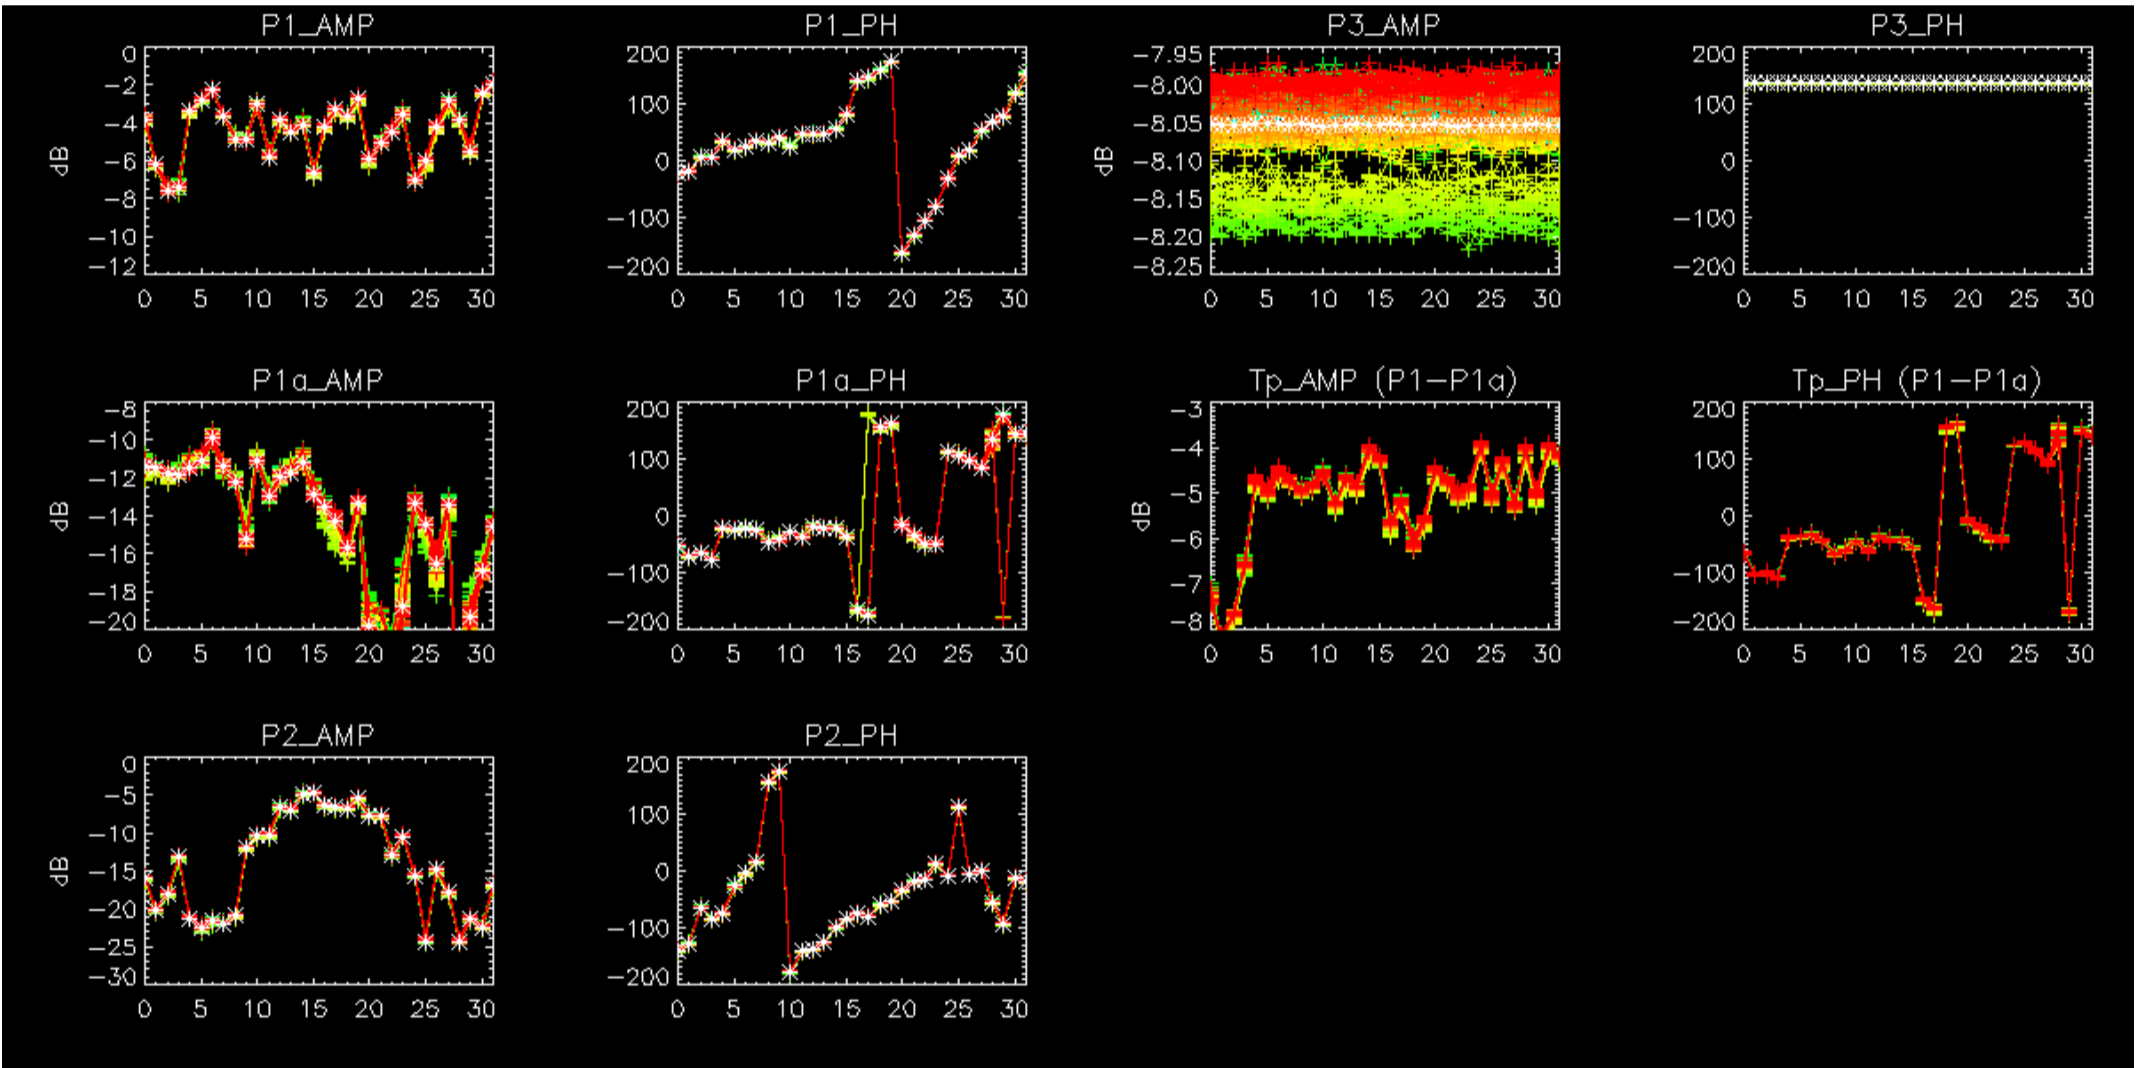 P1_AMP
0
-2
-4
-6
-8
-10
-12
dB
0 5 10 15 20 25 30
P1_PH
200
100
0
-100
-200
0 5 10 15 20 25 30
P3_AMP
-7.95
-8.00
-8.05
-8.10
-8.15
-8.20
-8.25
dB
0 5 10 15 20 25 30
P3_PH
200
100
0
-100
-200
0 5 10 15 20 25 30
P1a_AMP
-8
-10
-12
-14
-16
-18
-20
dB
0 5 10 15 20 25 30
P1a_PH
200
100
0
-100
-200
0 5 10 15 20 25 30
Tp_AMP (P1-P1a)
-3
-4
-5
-6
-7
-8
dB
0 5 10 15 20 25 30
Tp_PH (P1-P1a)
200
100
0
-100
-200
0 5 10 15 20 25 30
P2_AMP
0
-5
-10
-15
-20
-25
-30
dB
0 5 10 15 20 25 30
P2_PH
200
100
0
-100
-200
0 5 10 15 20 25 30